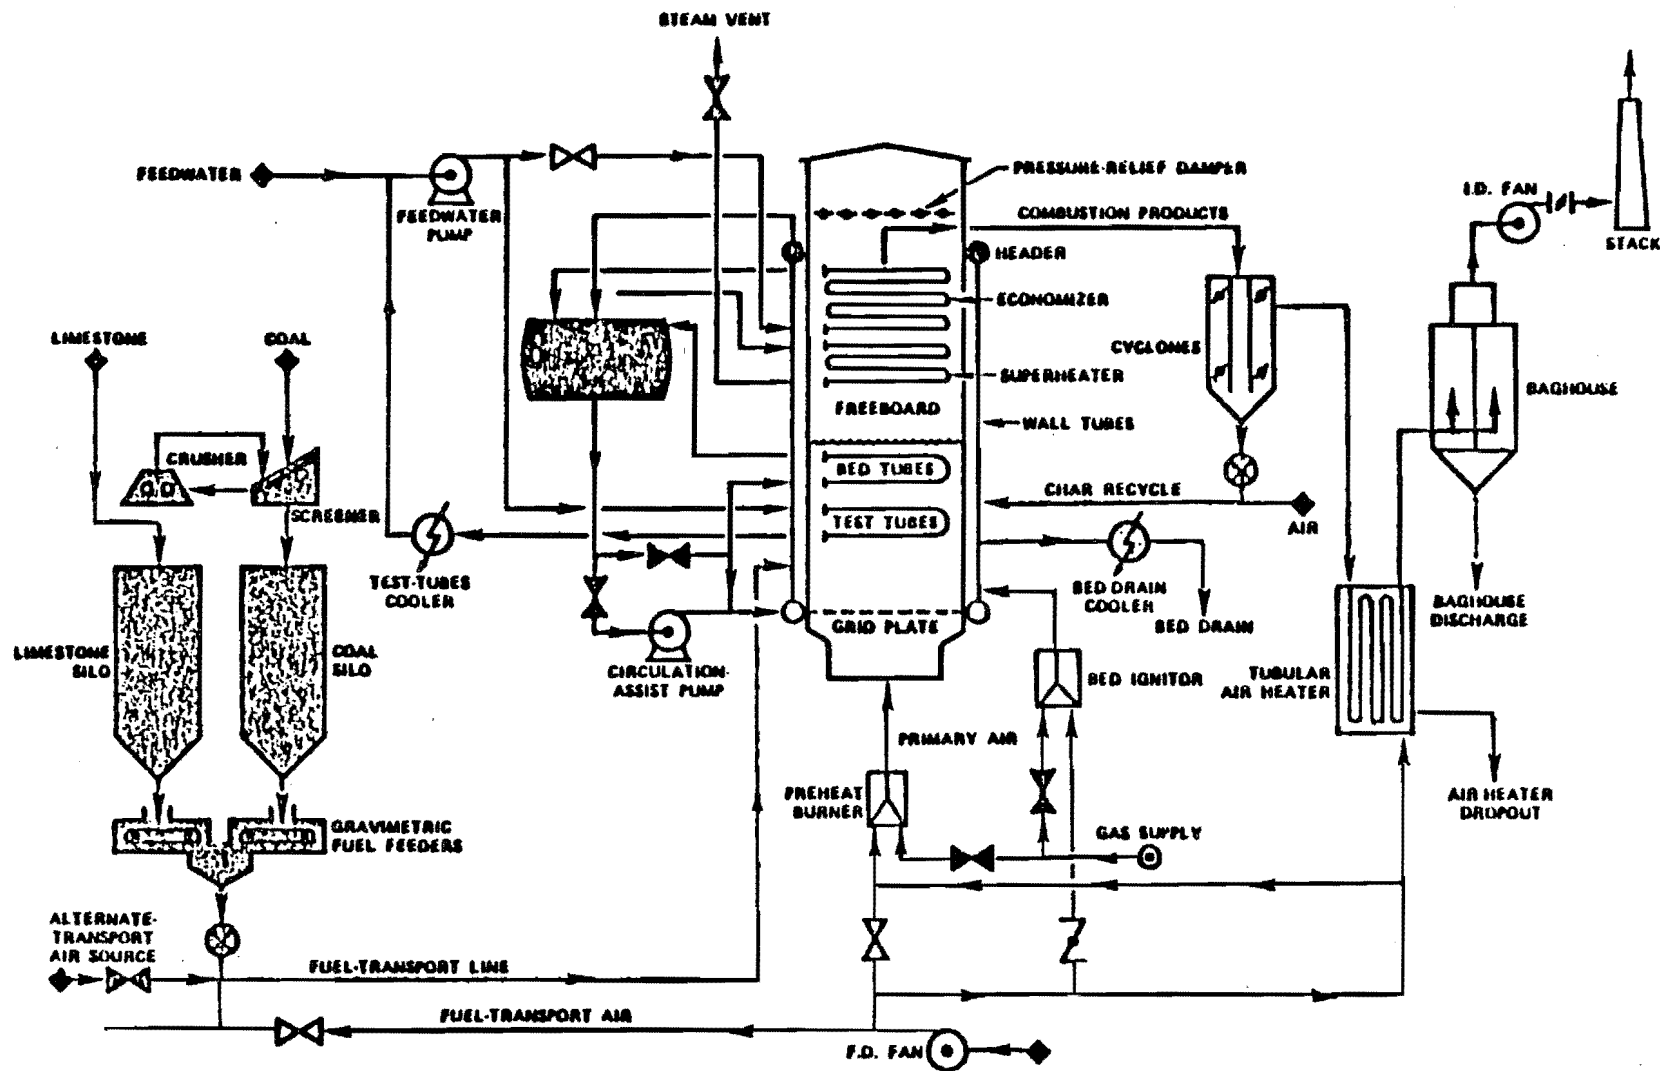 STEAM VENT
FEEDWATER
FEEDWATER
PUMP
PRESSURE-RELIEF DAMPER
COMBUSTION PRODUCTS
HEADER
ECONOMIZER
SUPERHEATER
FREEBOARD
WALL TUBES
BED TUBES
TEST TUBES
GRID PLATE
CYCLONES
CHAR RECYCLE
AIR
I.D. FAN
STACK
BAGHOUSE
BAGHOUSE
DISCHARGE
LIMESTONE
COAL
CRUSHER
SCREENER
TEST-TUBES
COOLER
LIMESTONE
SILO
COAL
SILO
CIRCULATION-
ASSIST PUMP
BED DRAIN
COOLER
BED DRAIN
BED IGNITOR
TUBULAR
AIR HEATER
AIR HEATER
DROPOUT
PRIMARY AIR
PREHEAT
BURNER
GAS SUPPLY
GRAVIMETRIC
FUEL FEEDERS
ALTERNATE-
TRANSPORT
AIR SOURCE
FUEL-TRANSPORT LINE
FUEL-TRANSPORT AIR
F.D. FAN